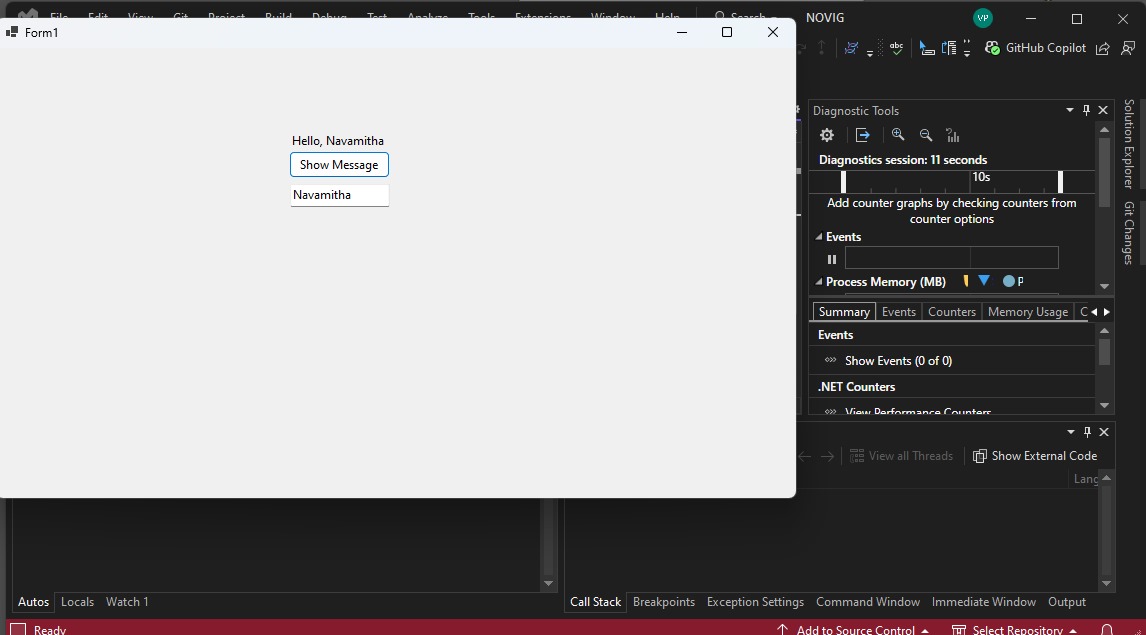 File Edit View Git Project Build Debug Test Analyze Tools Extensions Window Help Search NOVIG VP
Form1
abc GitHub Copilot
Diagnostic Tools
Diagnostics session: 11 seconds
10s
Add counter graphs by checking counters from
counter options
Events
Process Memory (MB) P
Summary Events Counters Memory Usage C
Events
Show Events (0 of 0)
.NET Counters
View Performance Counters
Hello, Navamitha
Show Message
Navamitha
Solution Explorer
Git Changes
View all Threads Show External Code
Lang
Autos Locals Watch 1
Call Stack Breakpoints Exception Settings Command Window Immediate Window Output
Ready Add to Source Control Select Repository